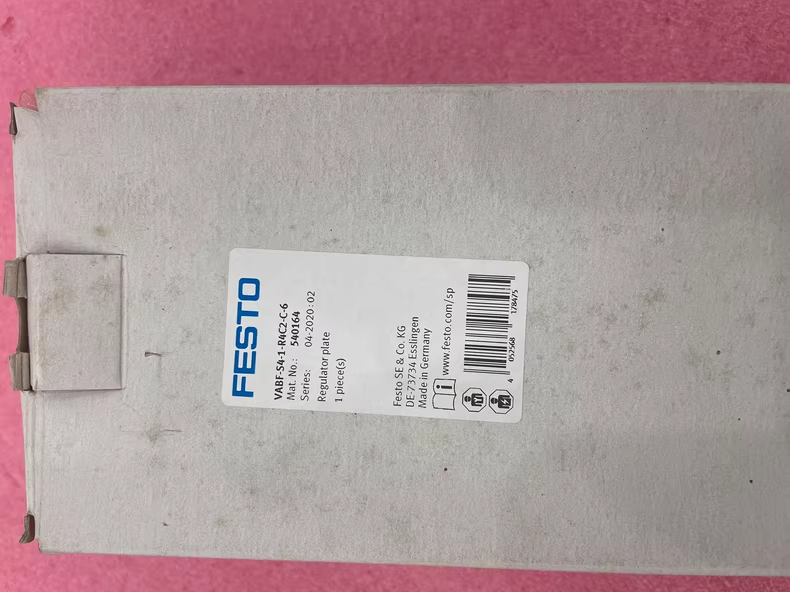 FESTO
VABF-S4-1-R4C2-C-6
Mat. No.: 540164
Series: 04-2020:02
Regulator plate
1 piece(s)
Festo SE & Co. KG
DE-73734 Esslingen
Made in Germany
www.festo.com/sp
4 052568 178475